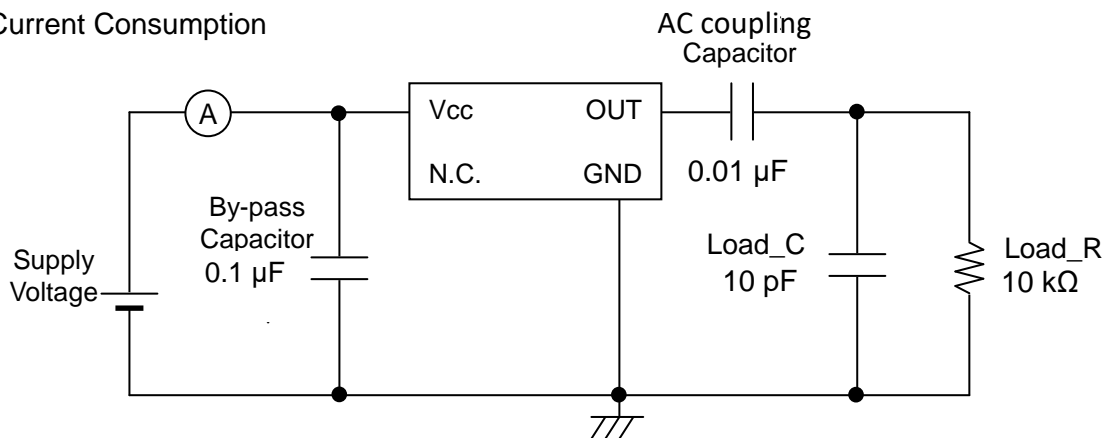 Current Consumption
AC coupling
Capacitor
A
Vcc
OUT
N.C.
GND
0.01 µF
By-pass
Capacitor
0.1 µF
Supply
Voltage
Load_C
10 pF
Load_R
10 kΩ